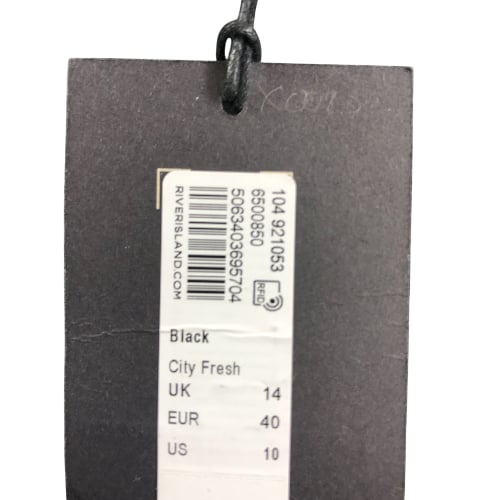 104 921053
6500850
5063403695704
RIVERISLAND.COM
RFID
Black
City Fresh
UK 14
EUR 40
US 10